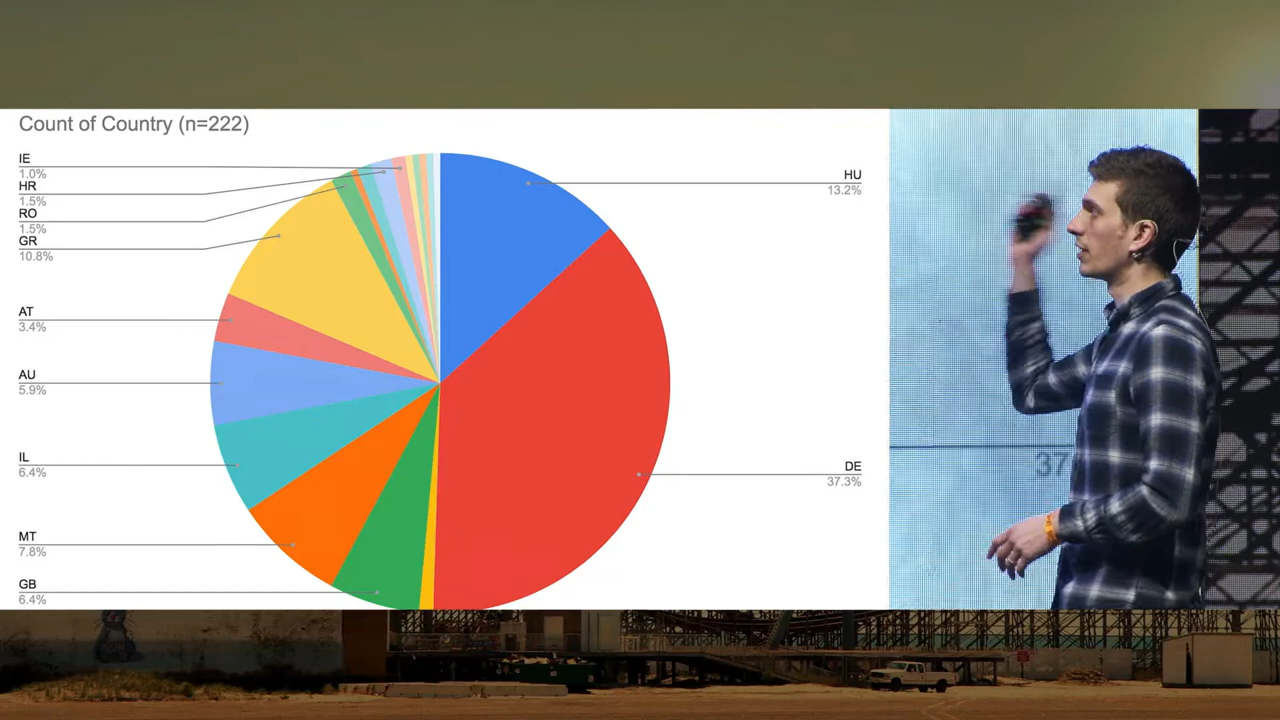 Count of Country (n=222)
IE
1.0%
HR
1.5%
RO
1.5%
GR
10.8%
AT
3.4%
AU
5.9%
IL
6.4%
MT
7.8%
GB
6.4%
HU
13.2%
DE
37.3%
37